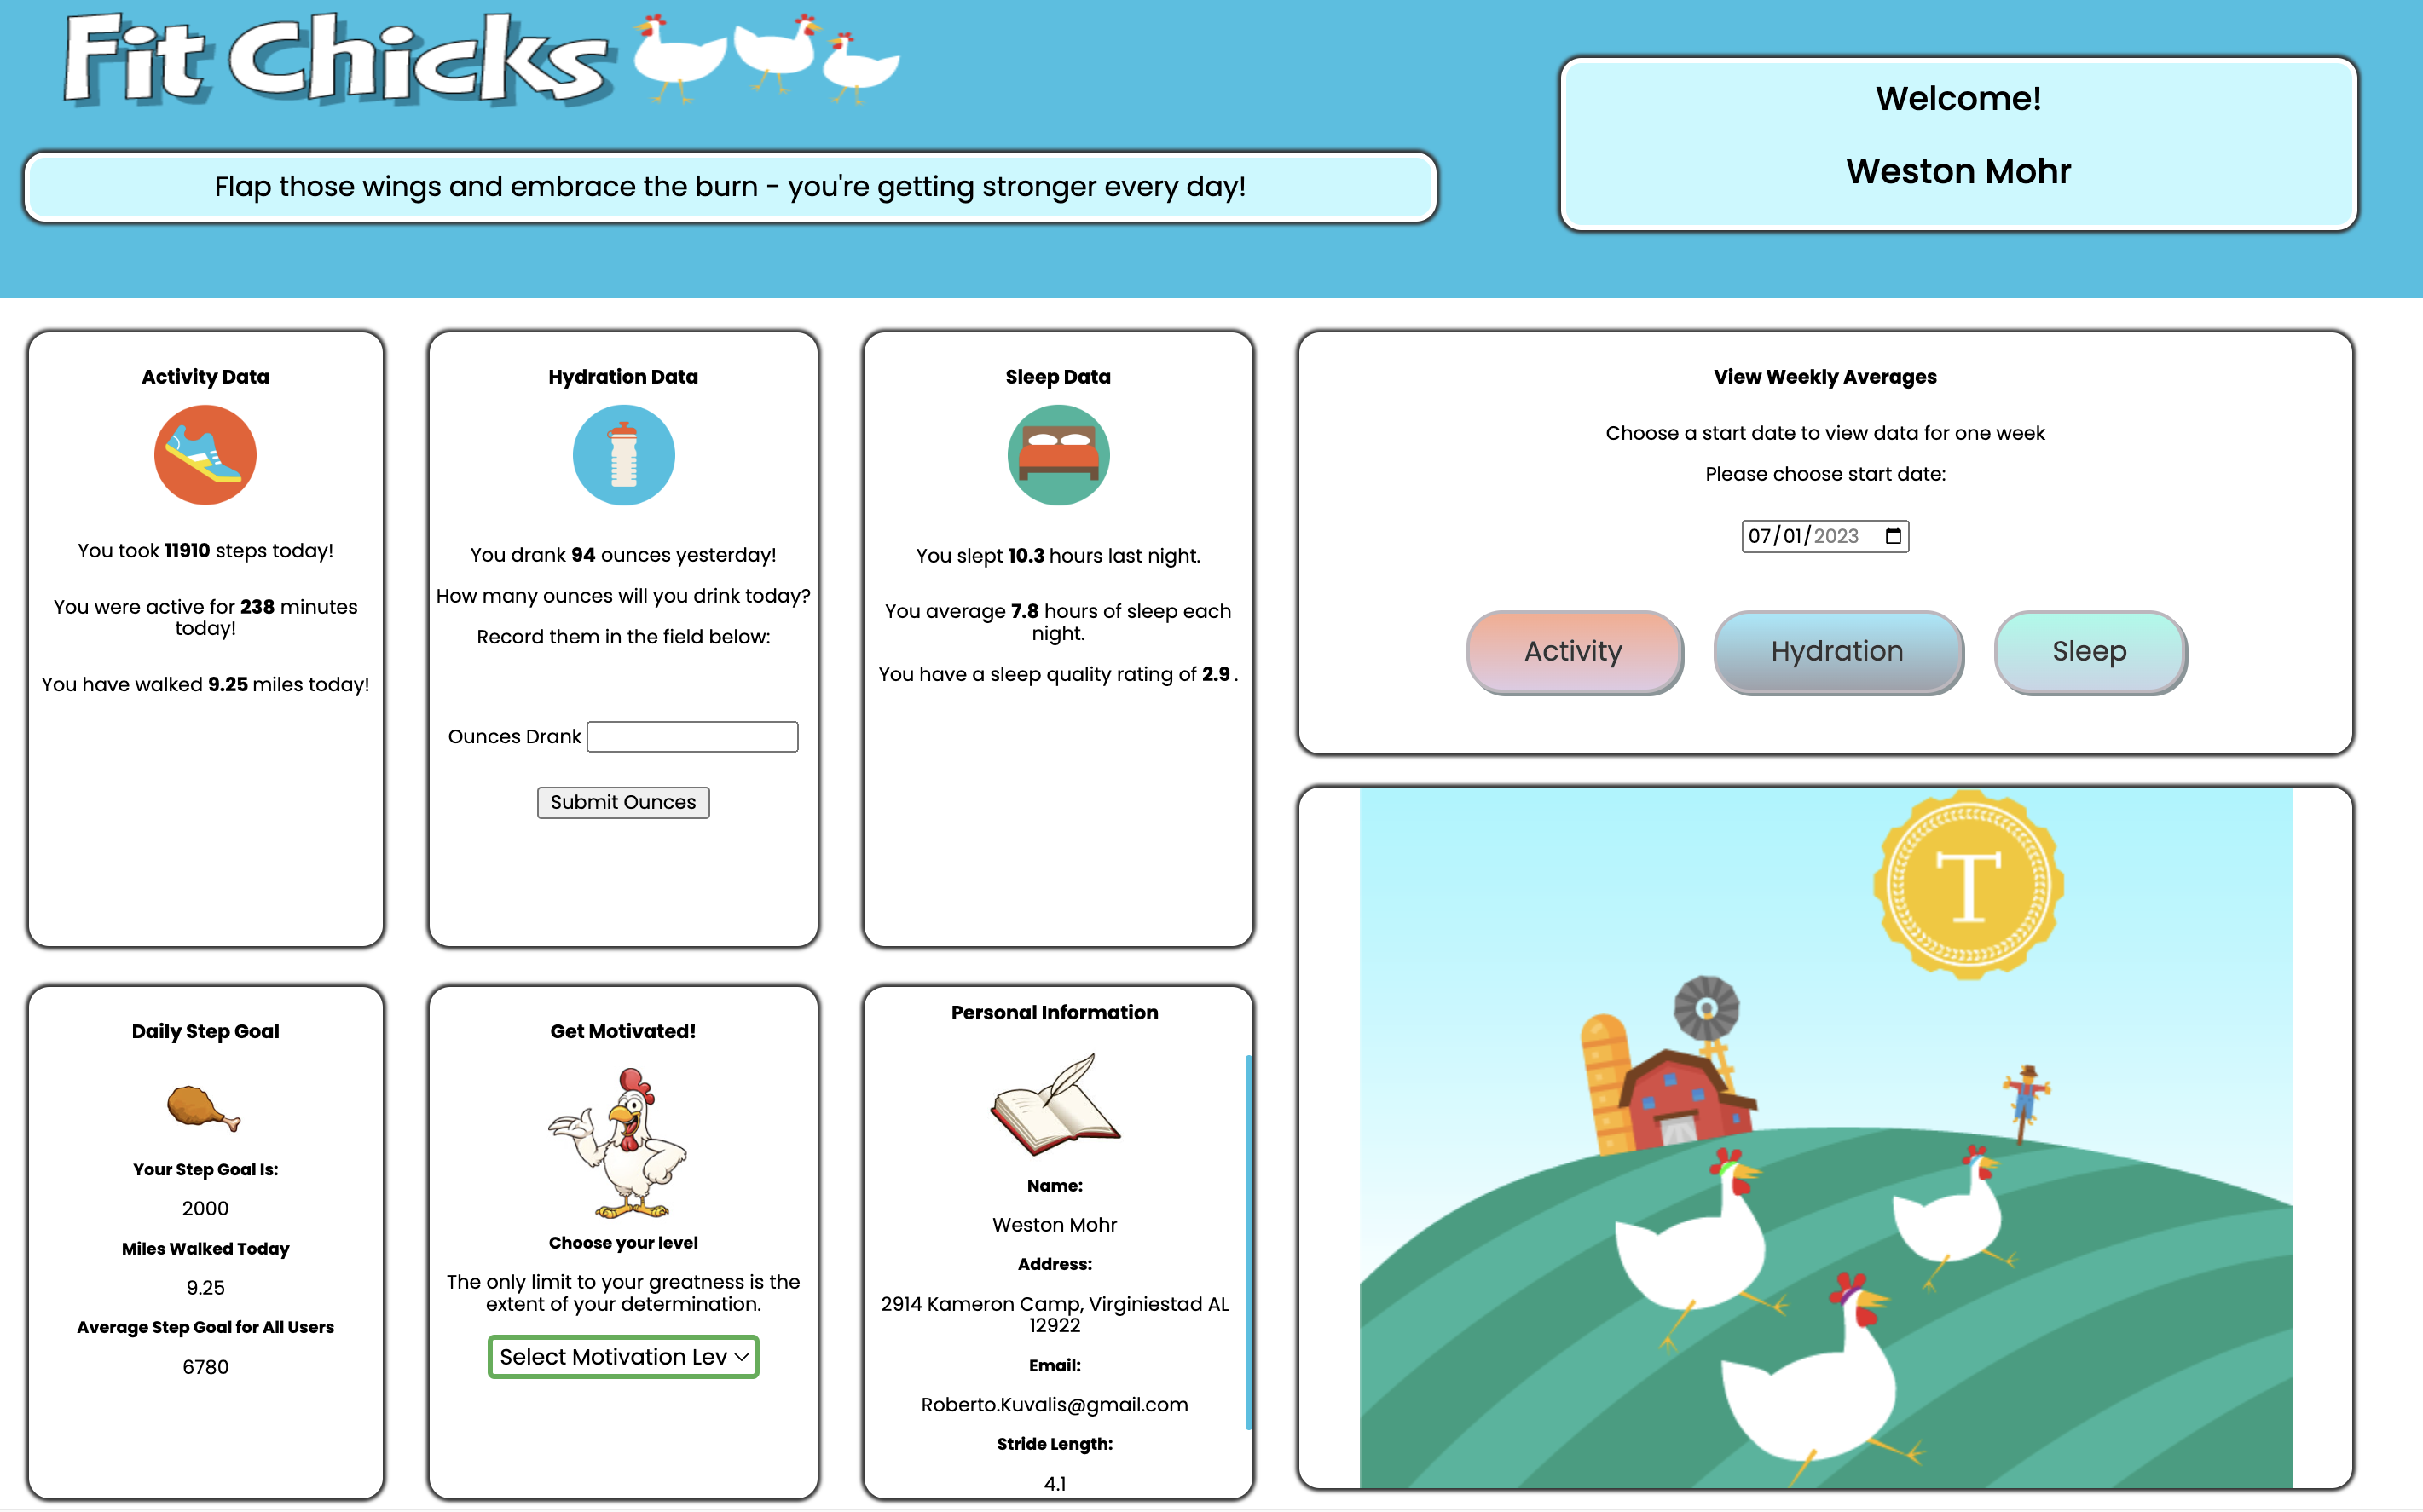 Fit Chicks
Flap those wings and embrace the burn - you're getting stronger every day!
Welcome!
Weston Mohr
Activity Data
You took 11910 steps today!
You were active for 238 minutes
today!
You have walked 9.25 miles today!
Hydration Data
You drank 94 ounces yesterday!
How many ounces will you drink today?
Record them in the field below:
Ounces Drank
Submit Ounces
Sleep Data
You slept 10.3 hours last night.
You average 7.8 hours of sleep each
night.
You have a sleep quality rating of 2.9 .
View Weekly Averages
Choose a start date to view data for one week
Please choose start date:
07/01/2023
Activity
Hydration
Sleep
Daily Step Goal
Your Step Goal Is:
2000
Miles Walked Today
9.25
Average Step Goal for All Users
6780
Get Motivated!
Choose your level
The only limit to your greatness is the
extent of your determination.
Select Motivation Lev
Personal Information
Name:
Weston Mohr
Address:
2914 Kameron Camp, Virginiestad AL
12922
Email:
Roberto.Kuvalis@gmail.com
Stride Length:
4.1
T